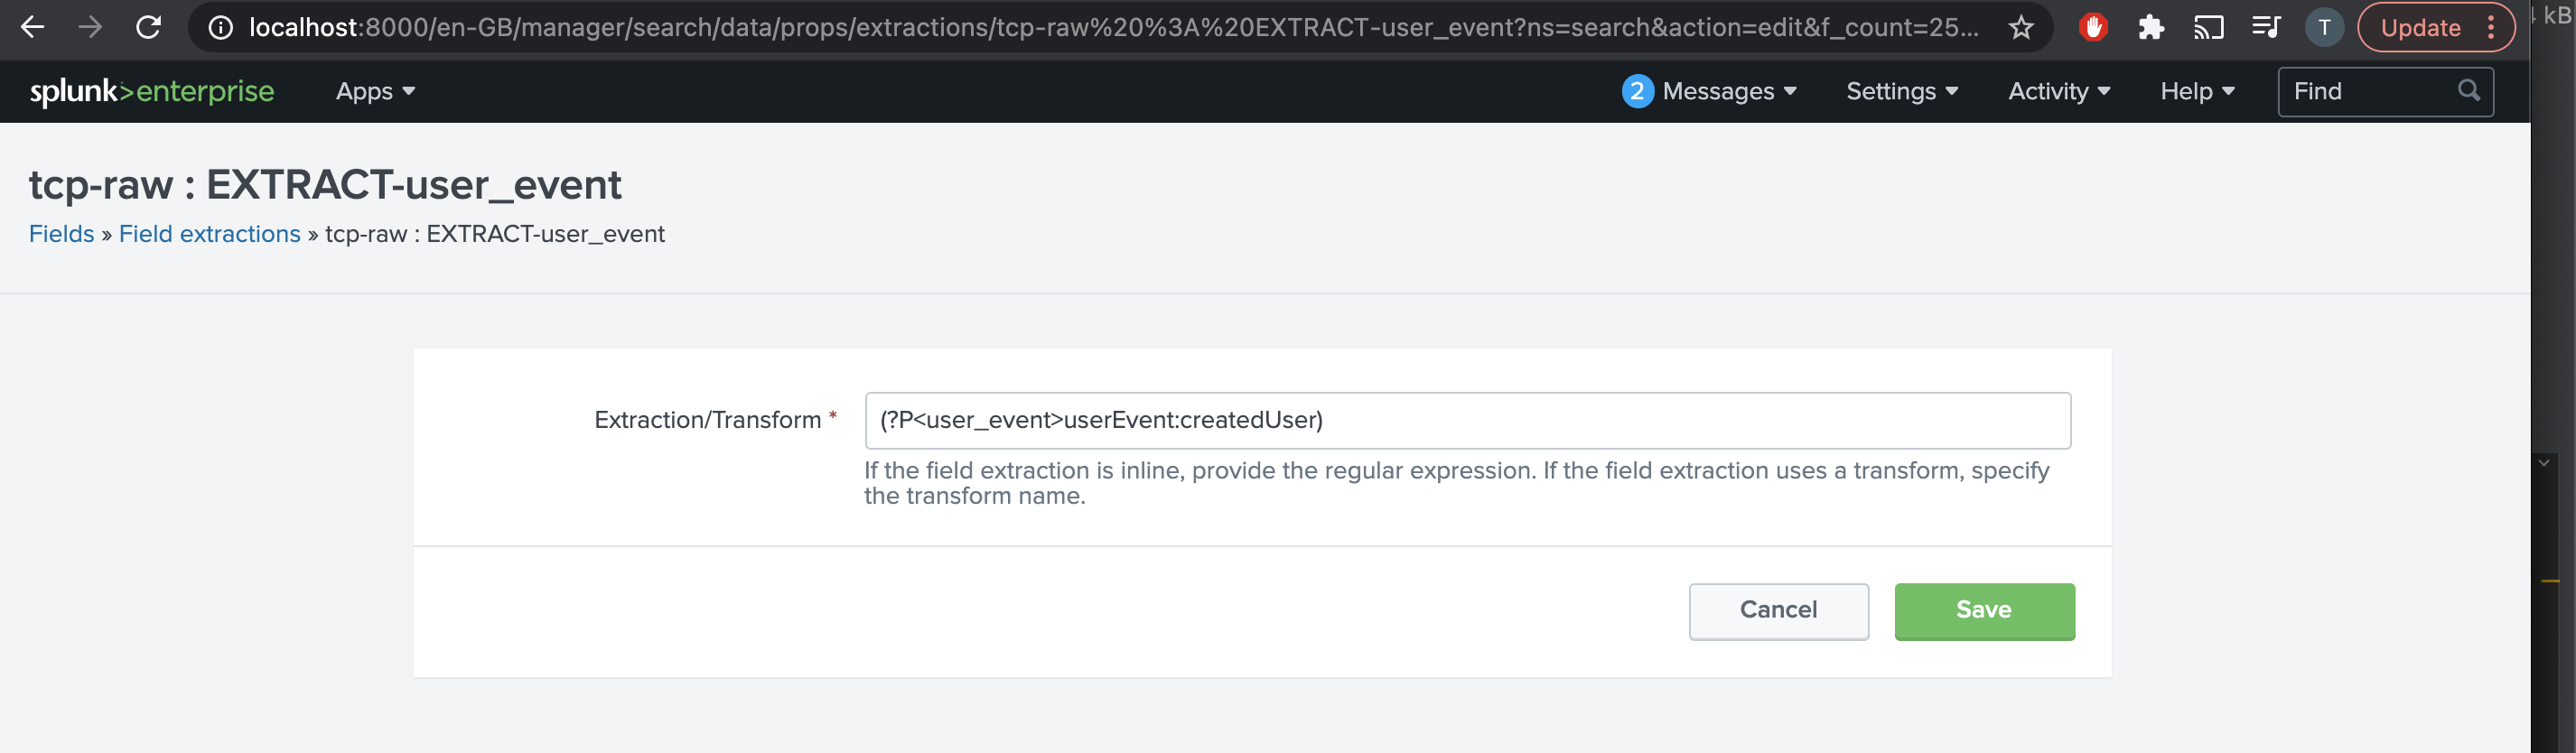 localhost:8000/en-GB/manager/search/data/props/extractions/tcp-raw%20%3A%20EXTRACT-user_event?ns=search&action=edit&f_count=25... T Update kB
splunk>enterprise Apps 2 Messages Settings Activity Help Find
tcp-raw : EXTRACT-user_event
Fields » Field extractions » tcp-raw : EXTRACT-user_event
Extraction/Transform * (?P<user_event>userEvent:createdUser)
If the field extraction is inline, provide the regular expression. If the field extraction uses a transform, specify
the transform name.
Cancel Save